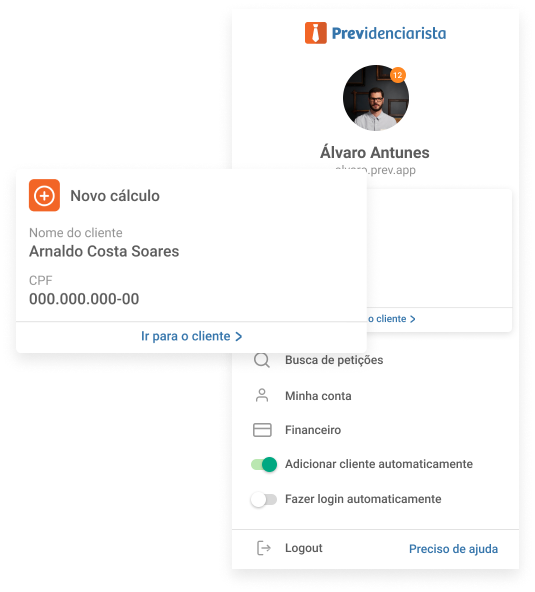 Previdenciarista
12
Álvaro Antunes
alvaro.prev.app
Novo cálculo
Nome do cliente
Arnaldo Costa Soares
CPF
000.000.000-00
Ir para o cliente
o cliente
Busca de petições
Minha conta
Financeiro
Adicionar cliente automaticamente
Fazer login automaticamente
Logout
Preciso de ajuda